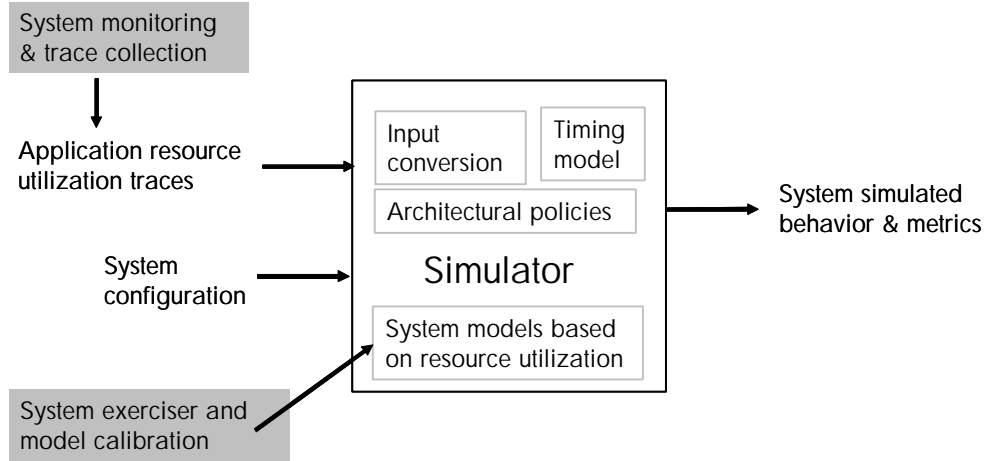 System monitoring
& trace collection
Application resource
utilization traces
System
configuration
System exerciser and
model calibration
Input
conversion
Timing
model
Architectural policies
Simulator
System models based
on resource utilization
System simulated
behavior & metrics